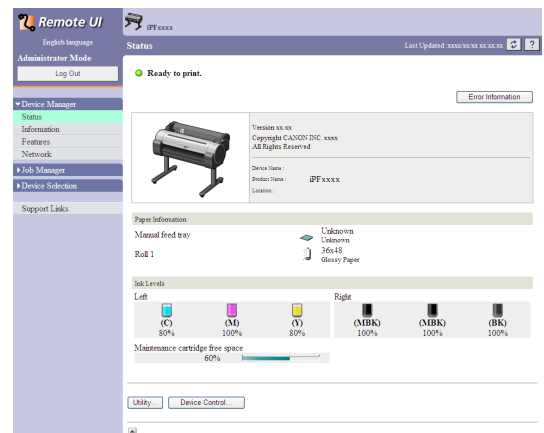 Remote UI
iPFxxxx
English language
Status
Last Updated :xxxx/xx/xx xx:xx:xx
?
Administrator Mode
Log Out
Ready to print.
Error Information
Device Manager
Status
Information
Features
Network
Job Manager
Device Selection
Support Links
Version xx.xx
Copyright CANON INC. xxxx
All Rights Reserved
Device Name :
Product Name : iPFxxxx
Location :
Paper Information
Manual feed tray
Unknown
Unknown
Roll 1
36x48
Glossy Paper
Ink Levels
Left Right
(C) (M) (Y) (MBK) (MBK) (BK)
80% 100% 80% 100% 100% 100%
Maintenance cartridge free space
60%
Utility... Device Control...